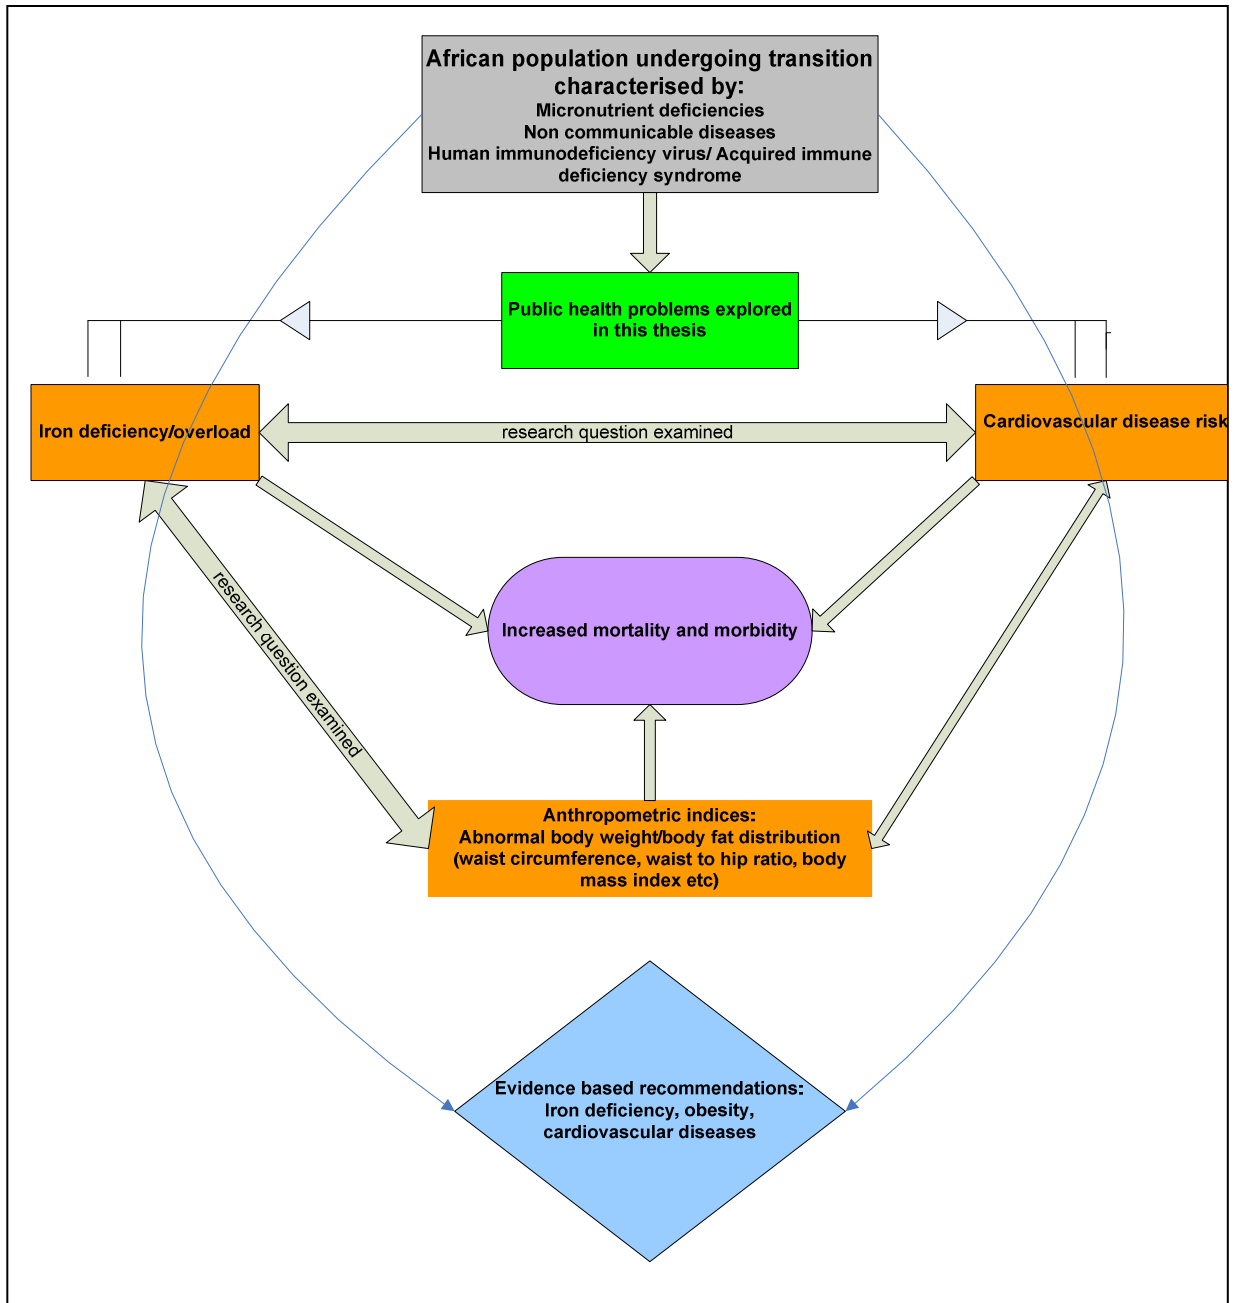 African population undergoing transition
characterised by:
Micronutrient deficiencies
Non communicable diseases
Human immunodeficiency virus/ Acquired immune
deficiency syndrome
Public health problems explored
in this thesis
Iron deficiency/overload
research question examined
Cardiovascular disease risk
Increased mortality and morbidity
research question examined
Anthropometric indices:
Abnormal body weight/body fat distribution
(waist circumference, waist to hip ratio, body
mass index etc)
Evidence based recommendations:
Iron deficiency, obesity,
cardiovascular diseases